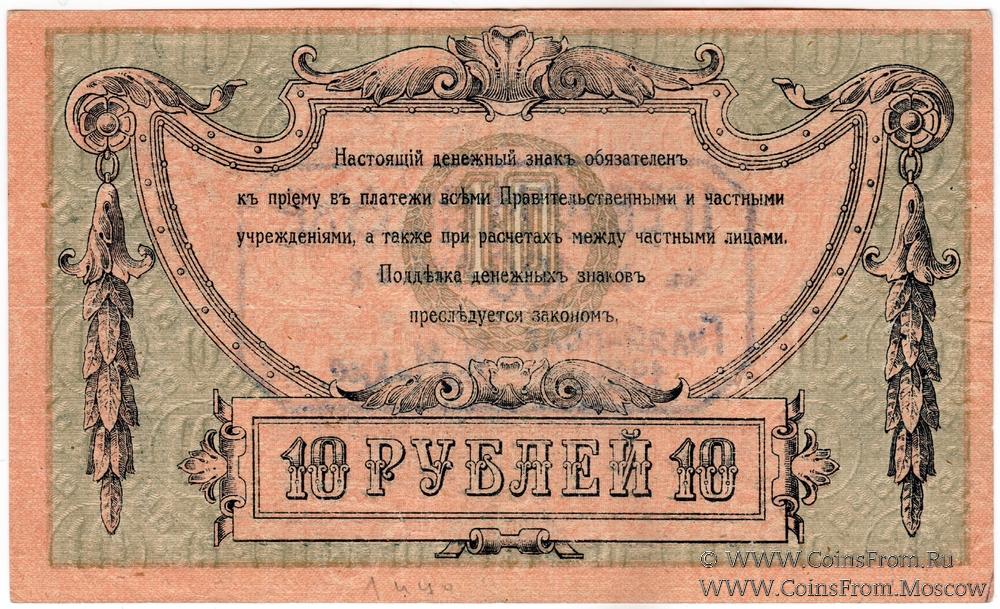 Настоящій денежный знакъ обязателенъ
къ пріему въ платежи всѣми Правительственными и частными
учрежденіями, а также при расчетахъ между частными лицами.
Поддѣлка денежныхъ знаковъ
преслѣдуется закономъ.
10 РУБЛЕЙ 10
1440
© WWW.CoinsFrom.Ru
WWW.CoinsFrom.Moscow